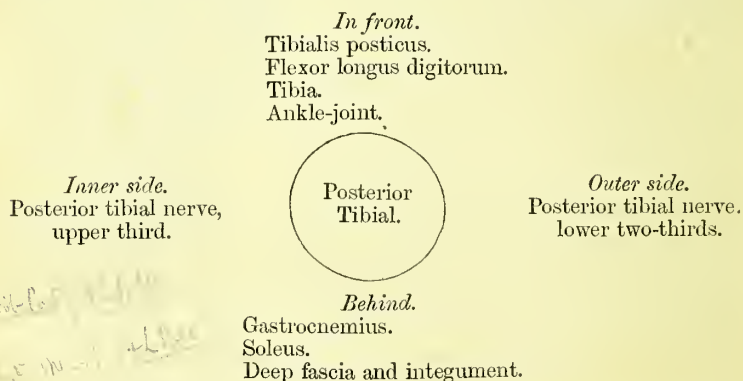 In front.
Tibialis posticus.
Flexor longus digitorum.
Tibia.
Ankle-joint.
Inner side.
Posterior tibial nerve,
upper third.
Posterior
Tibial.
Outer side.
Posterior tibial nerve.
lower two-thirds.
Behind.
Gastrocnemius.
Soleus.
Deep fascia and integument.